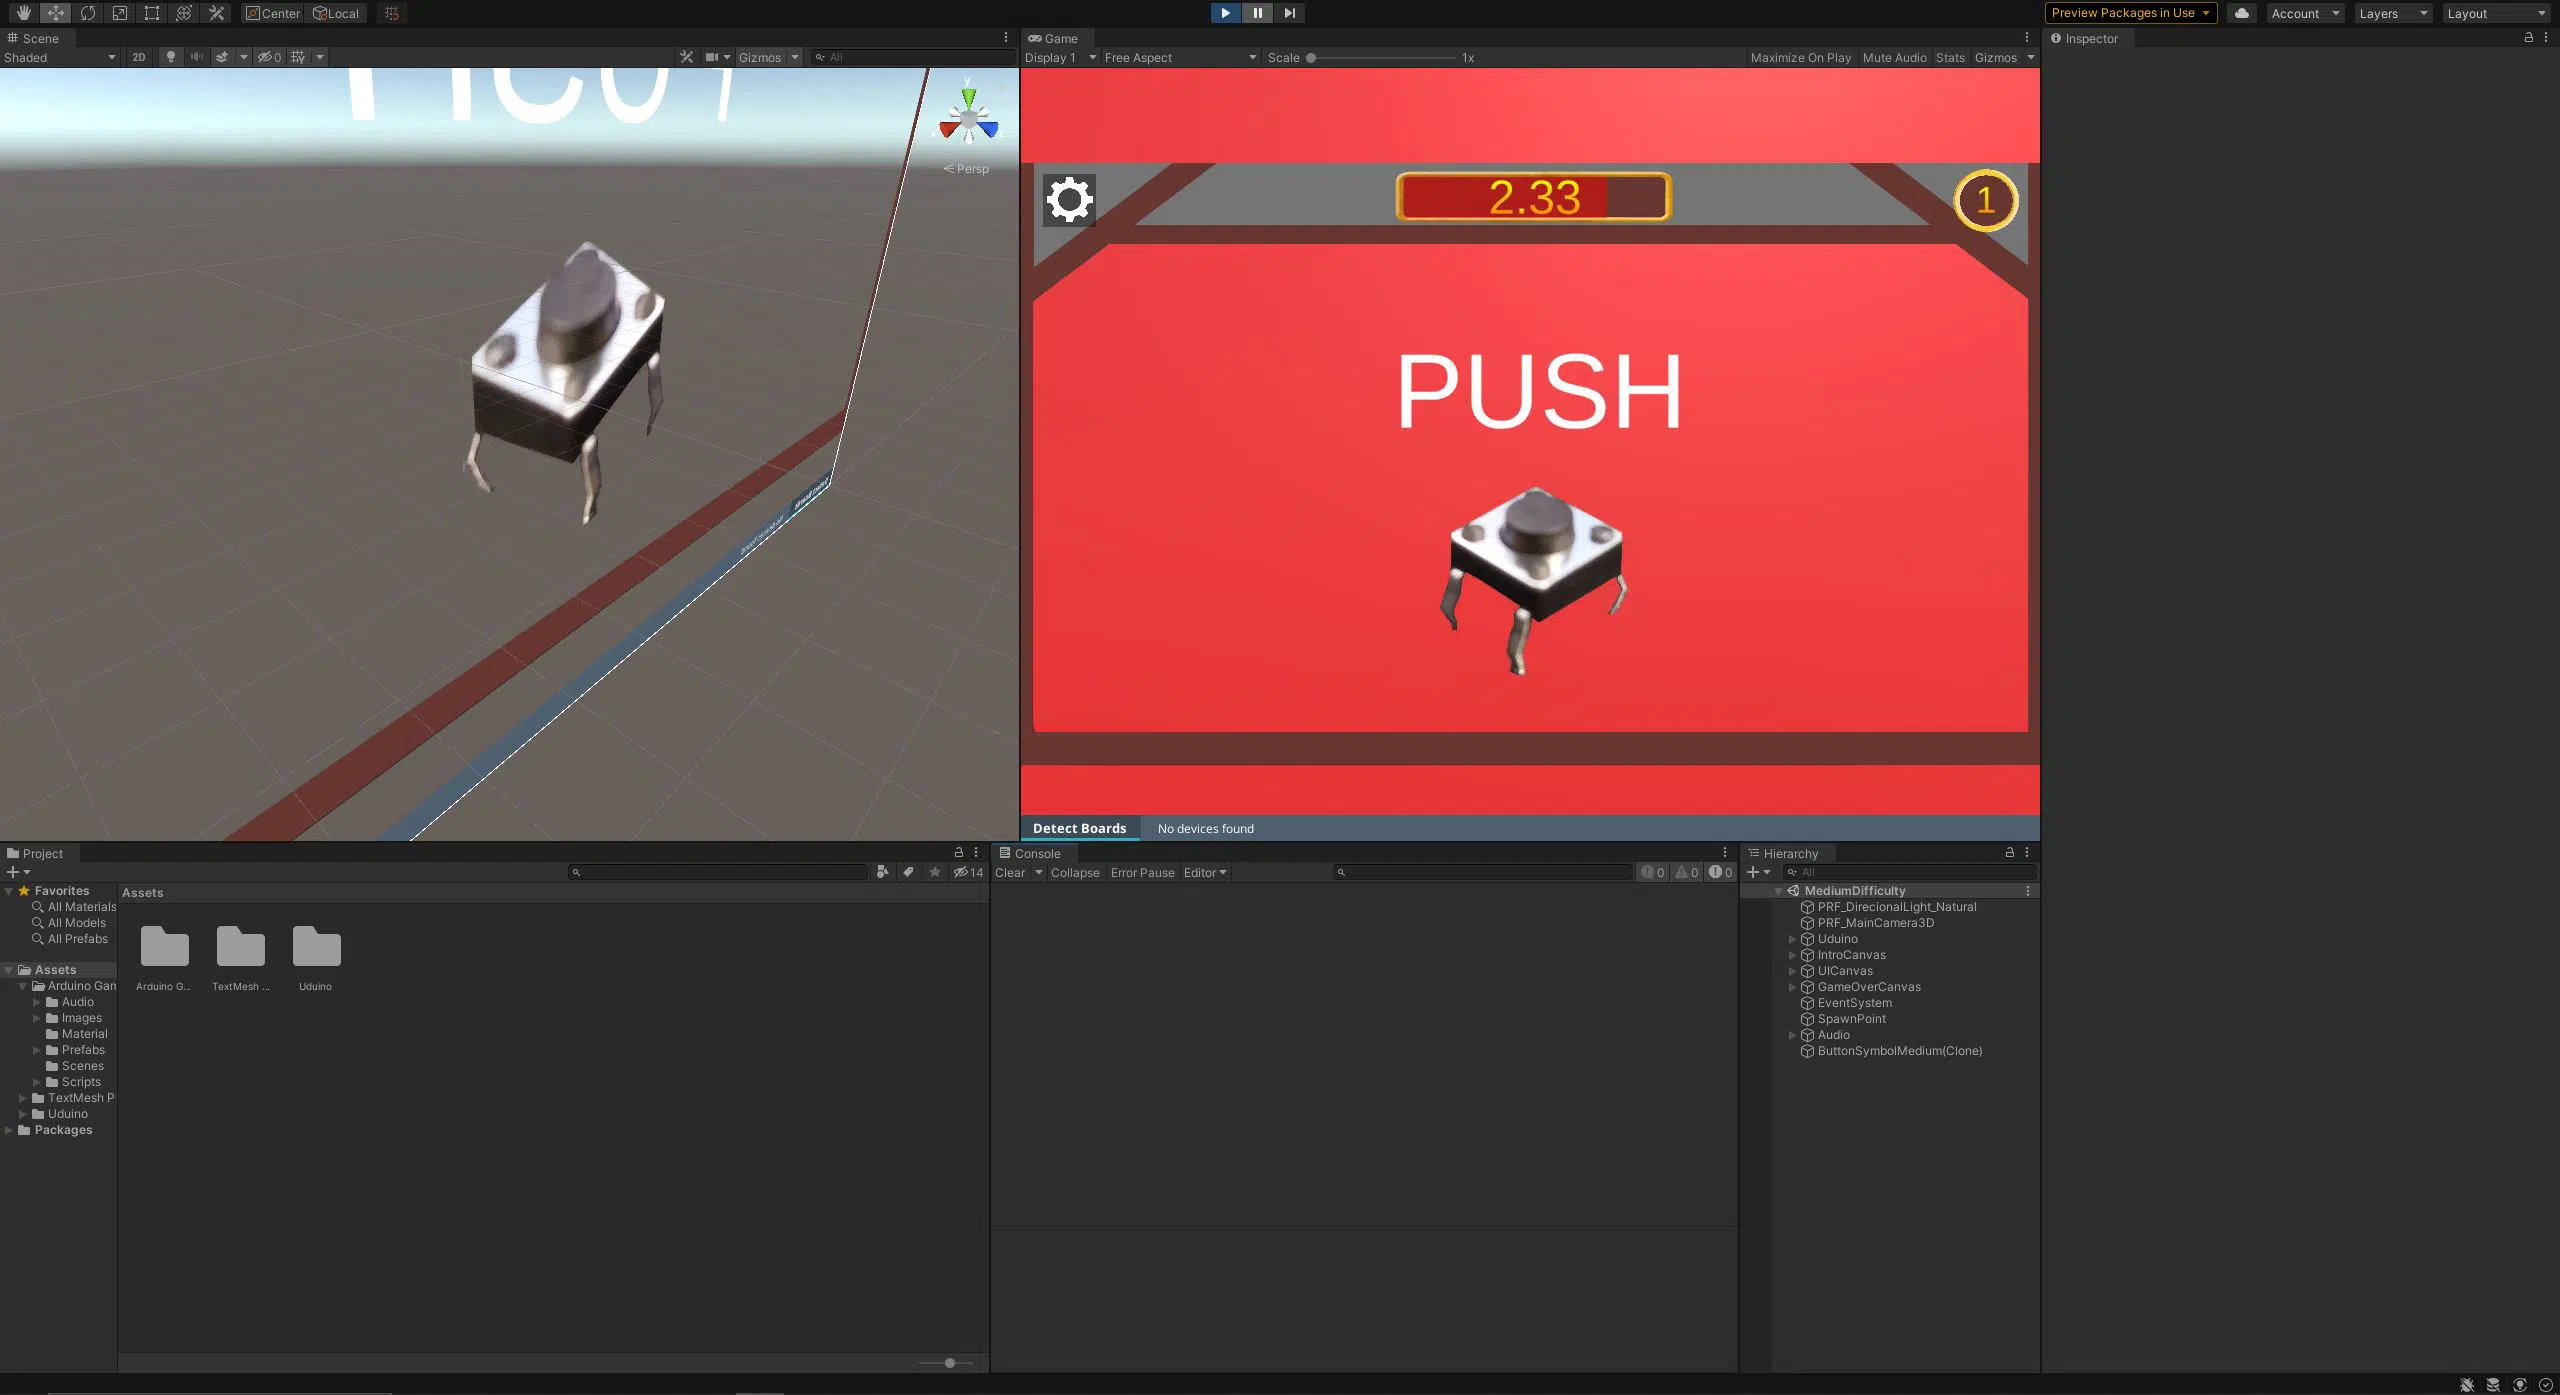 Center
Local
Preview Packages in Use
Account
Layers
Layout
Scene
Shaded
2D
0
Gizmos
All
y
Persp
Game
Display 1
Free Aspect
Scale
1x
Maximize On Play
Mute Audio
Stats
Gizmos
2.33
1
PUSH
Detect Boards
No devices found
Inspector
Project
14
Favorites
All Materials
All Models
All Prefabs
Assets
Arduino Gam
Audio
Images
Material
Prefabs
Scenes
Scripts
TextMesh P
Uduino
Packages
Assets
Arduino G...
TextMesh ...
Uduino
Console
Clear
Collapse
Error Pause
Editor
0
0
0
Hierarchy
All
MediumDifficulty
PRF_DirecionalLight_Natural
PRF_MainCamera3D
Uduino
IntroCanvas
UICanvas
GameOverCanvas
EventSystem
SpawnPoint
Audio
ButtonSymbolMedium(Clone)